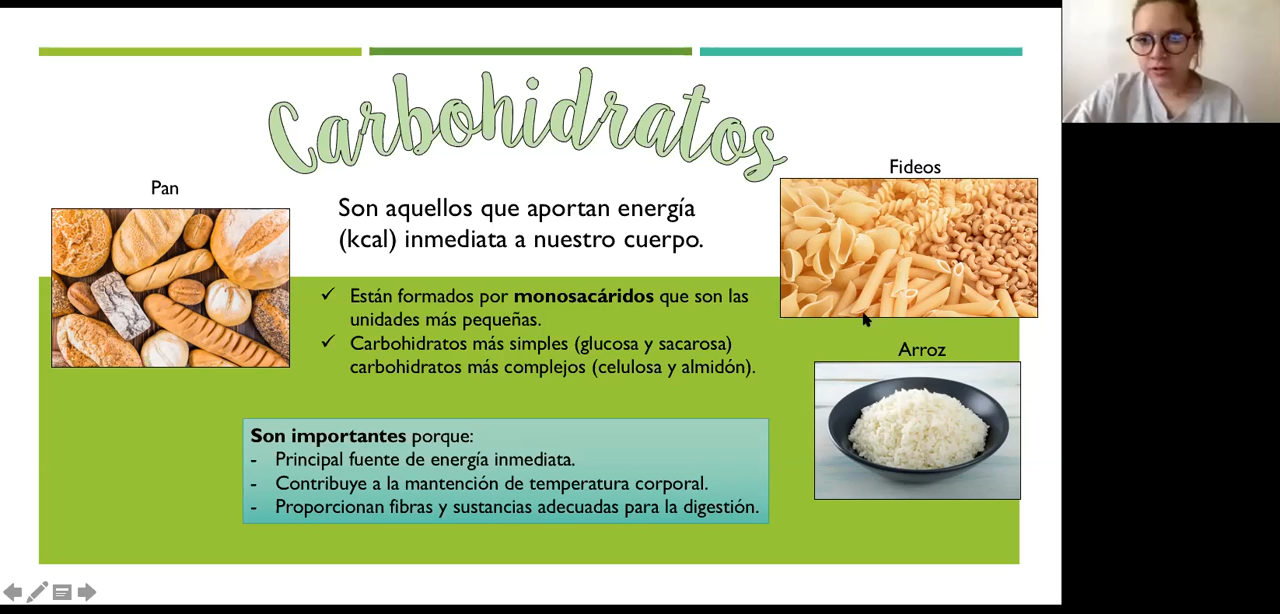 Carbohidratos
Pan
Fideos
Son aquellos que aportan energía
(kcal) inmediata a nuestro cuerpo.
✓ Están formados por monosacáridos que son las
unidades más pequeñas.
✓ Carbohidratos más simples (glucosa y sacarosa)
carbohidratos más complejos (celulosa y almidón).
Arroz
Son importantes porque:
- Principal fuente de energía inmediata.
- Contribuye a la mantención de temperatura corporal.
- Proporcionan fibras y sustancias adecuadas para la digestión.